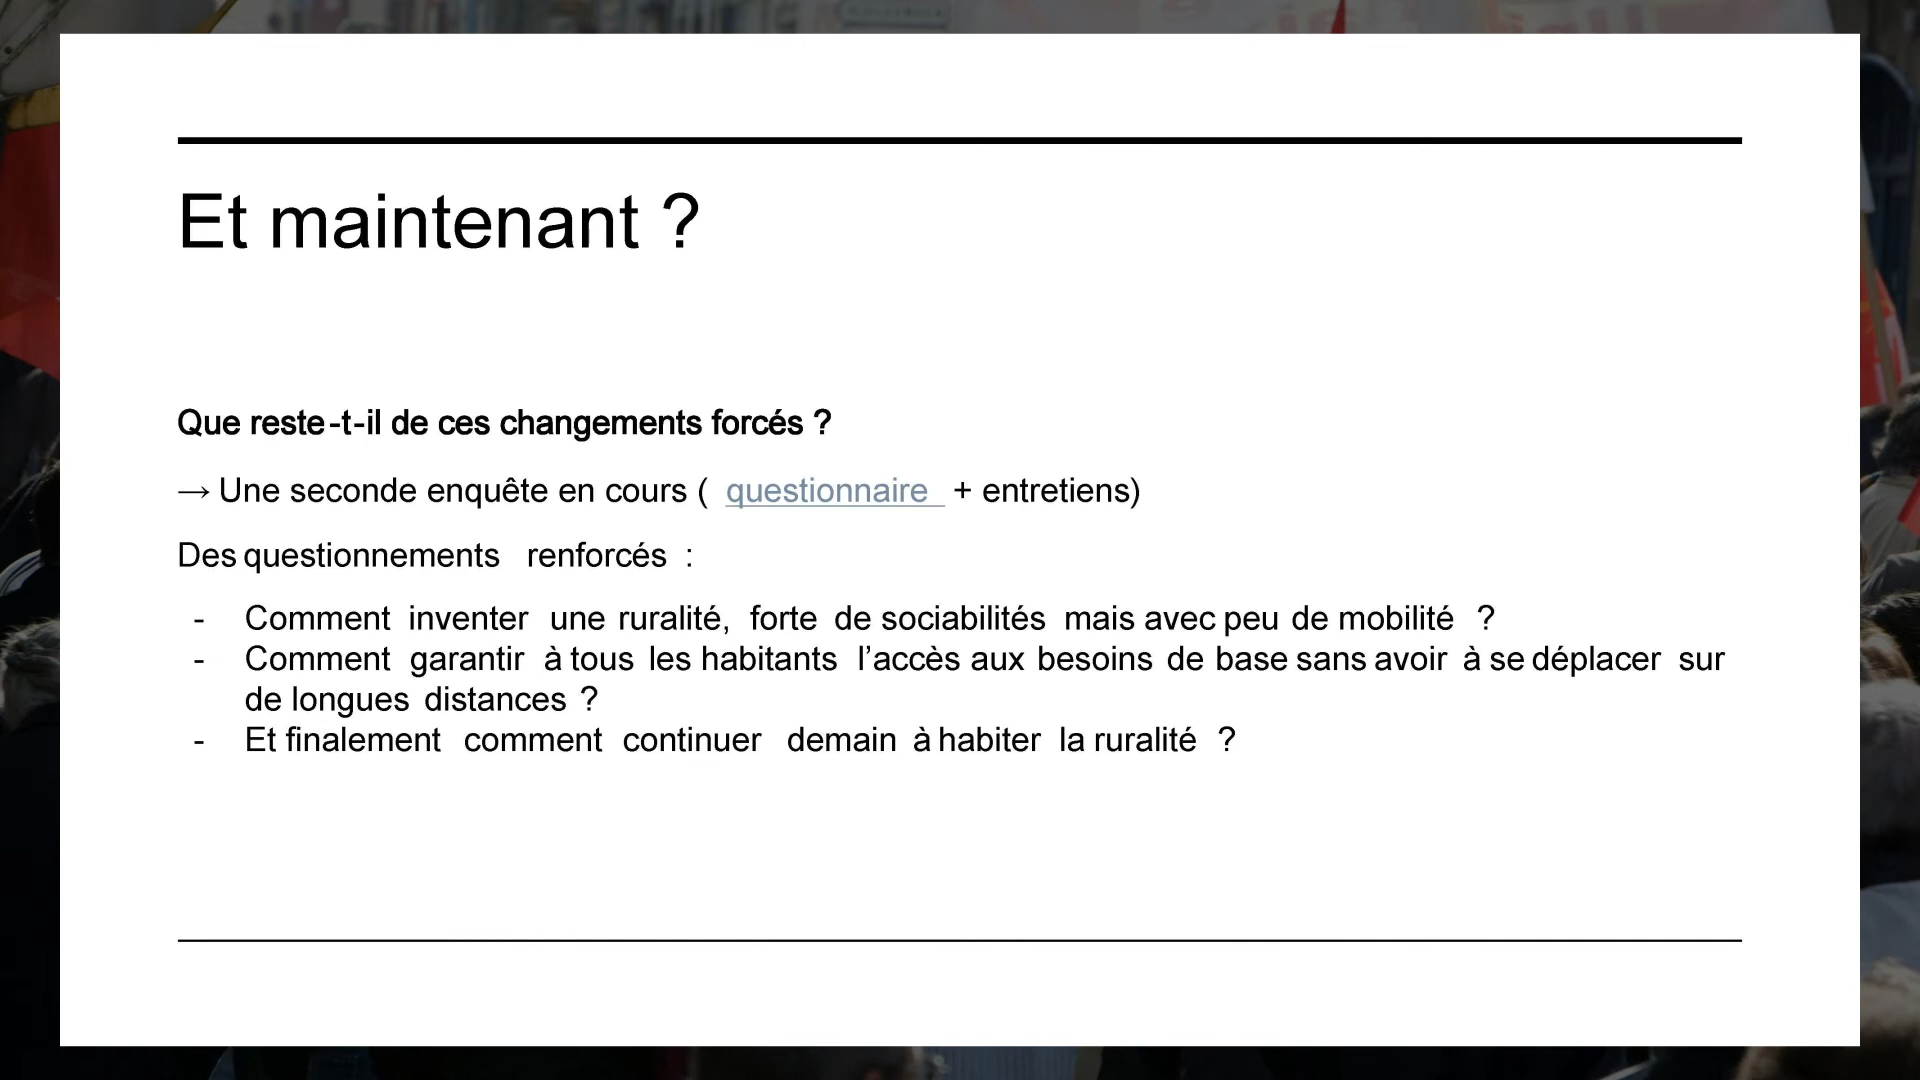 Et maintenant ?
Que reste-t-il de ces changements forcés ?
→ Une seconde enquête en cours ( questionnaire + entretiens)
Des questionnements renforcés :
- Comment inventer une ruralité, forte de sociabilités mais avec peu de mobilité ?
- Comment garantir à tous les habitants l’accès aux besoins de base sans avoir à se déplacer sur
de longues distances ?
- Et finalement comment continuer demain à habiter la ruralité ?